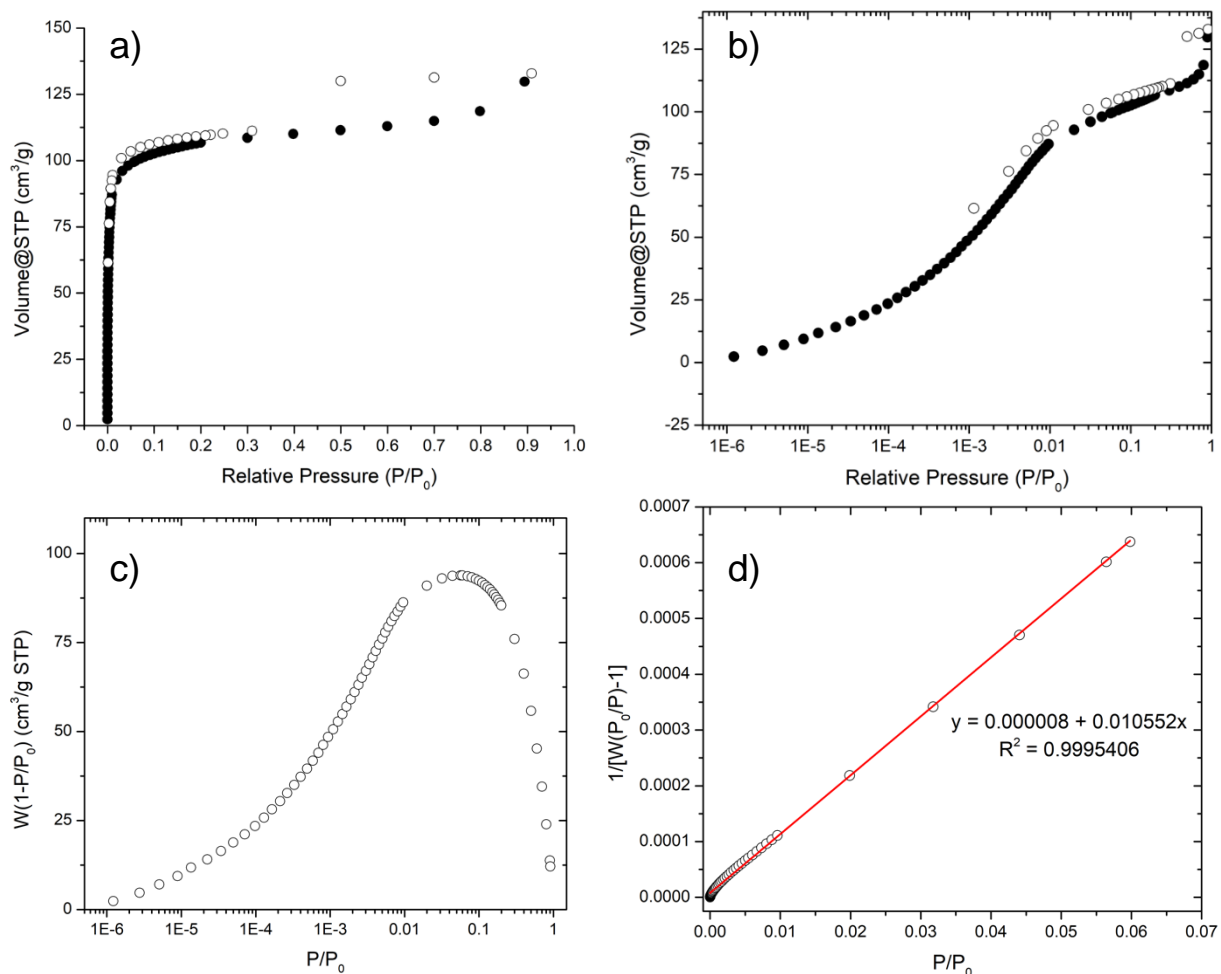 a)
150
125
100
75
50
25
0
Volume@STP (cm³/g)
0.0 0.1 0.2 0.3 0.4 0.5 0.6 0.7 0.8 0.9 1.0
Relative Pressure (P/P₀)
b)
125
100
75
50
25
0
-25
Volume@STP (cm³/g)
1E-6 1E-5 1E-4 1E-3 0.01 0.1 1
Relative Pressure (P/P₀)
c)
100
75
50
25
0
W(1-P/P₀) (cm³/g STP)
1E-6 1E-5 1E-4 1E-3 0.01 0.1 1
P/P₀
d)
0.0007
0.0006
0.0005
0.0004
0.0003
0.0002
0.0001
0.0000
1/[W(P₀/P)-1]
y = 0.000008 + 0.010552x
R² = 0.9995406
0.00 0.01 0.02 0.03 0.04 0.05 0.06 0.07
P/P₀